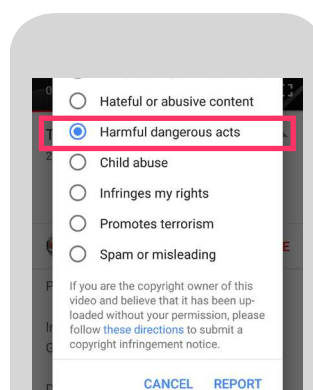 Hateful or abusive content
Harmful dangerous acts
Child abuse
Infringes my rights
Promotes terrorism
Spam or misleading
If you are the copyright owner of this
video and believe that it has been up-
loaded without your permission, please
follow these directions to submit a
copyright infringement notice.
CANCEL REPORT